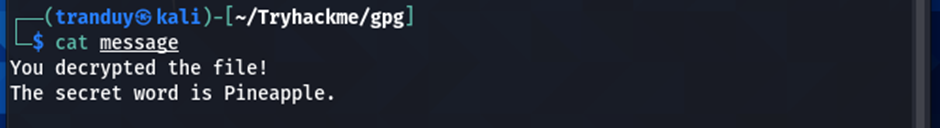 ┌──(tranduy㉿kali)-[~/Tryhackme/gpg]
└─$ cat message
You decrypted the file!
The secret word is Pineapple.